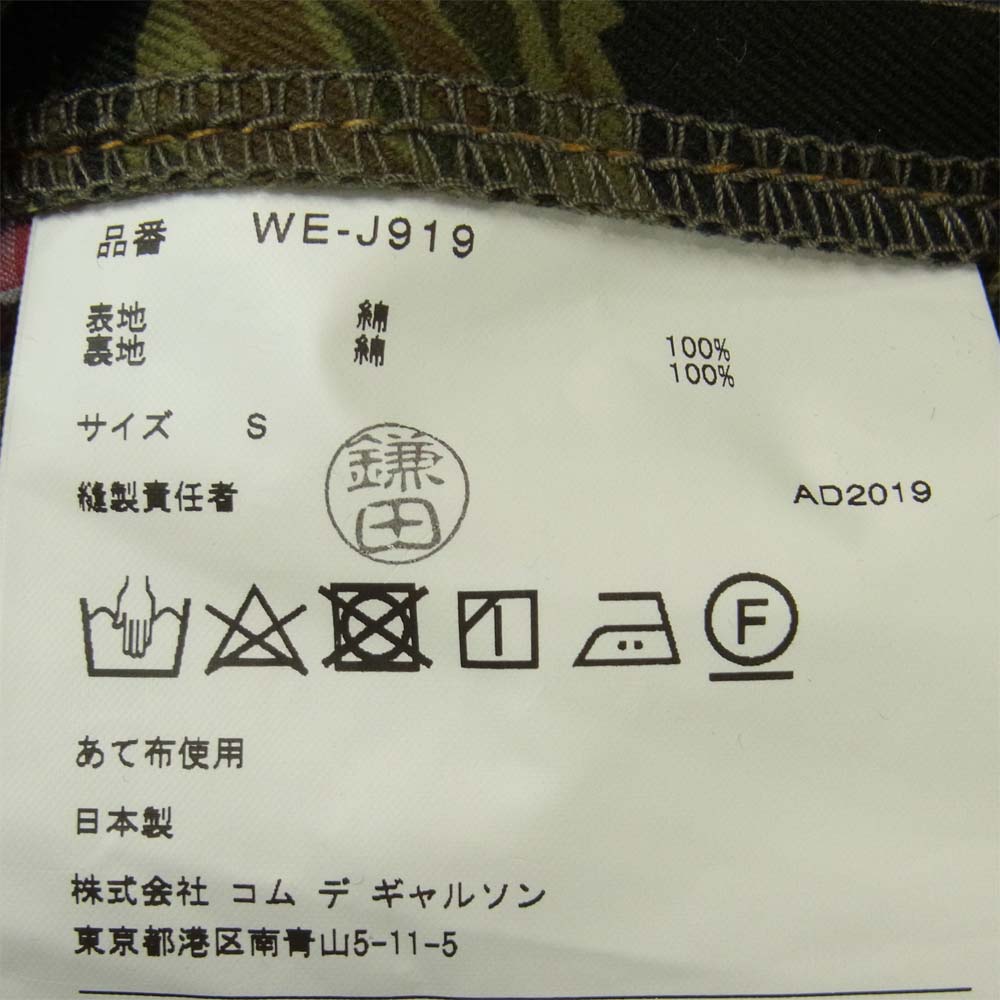 品番 WE-J919
表地 綿 100%
裏地 綿 100%
サイズ S
縫製責任者 鎌田 AD2019
F
あて布使用
日本製
株式会社 コム デ ギャルソン
東京都港区南青山5-11-5